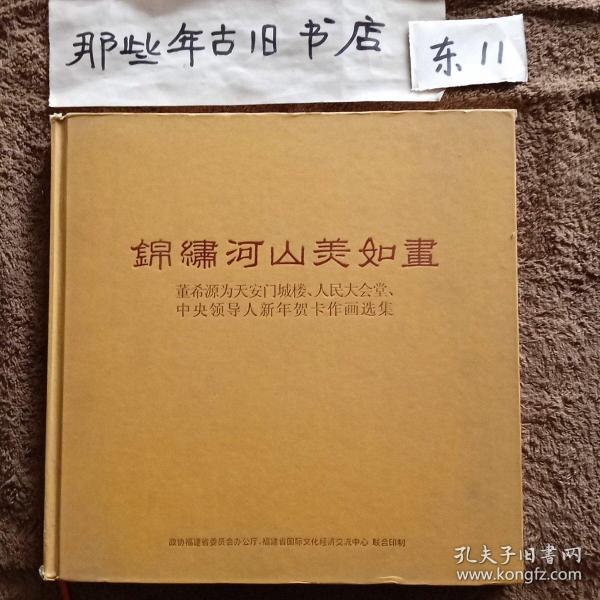 那些年古旧书店
东11
錦繡河山美如畫
董希源为天安门城楼、人民大会堂、
中央领导人新年贺卡作画选集
政协福建省委员会办公厅、福建省国际文化经济交流中心 联合印制
孔夫子旧书网
www.kongfz.com